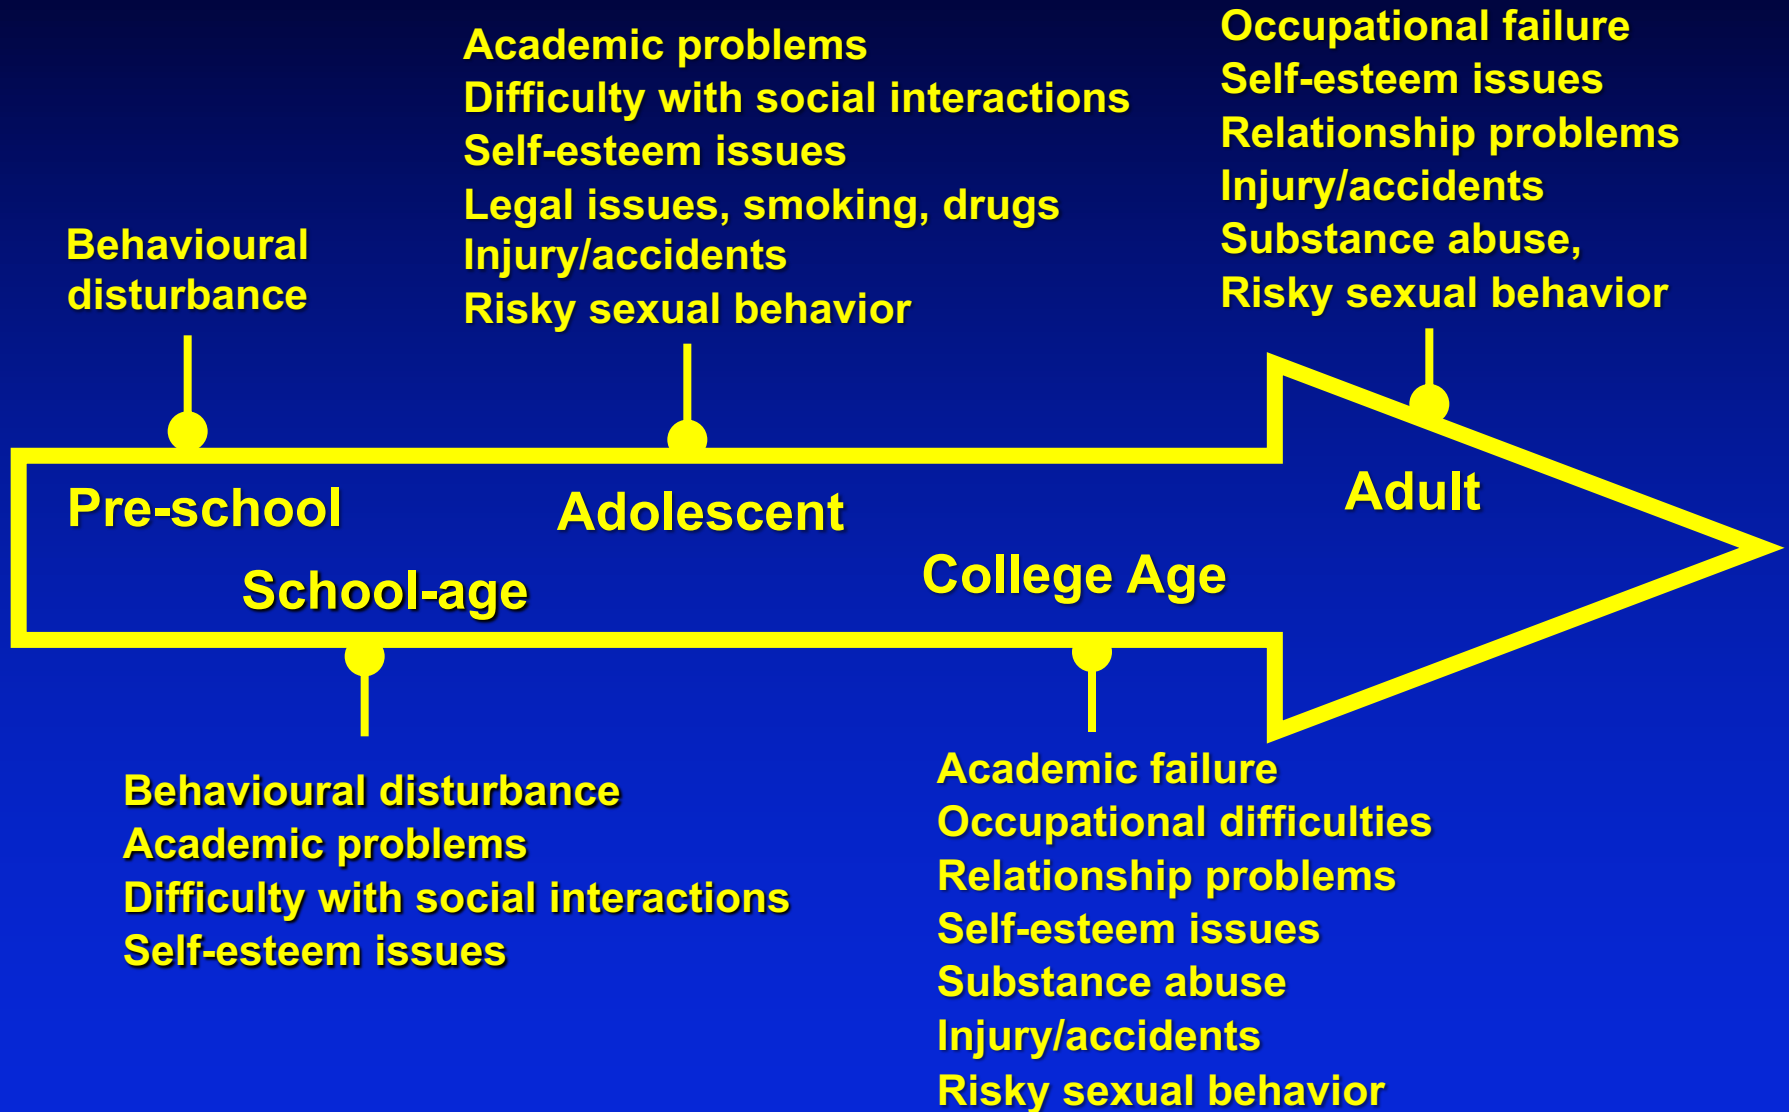 Behavioural
disturbance
Academic problems
Difficulty with social interactions
Self-esteem issues
Legal issues, smoking, drugs
Injury/accidents
Risky sexual behavior
Occupational failure
Self-esteem issues
Relationship problems
Injury/accidents
Substance abuse,
Risky sexual behavior
Pre-school
School-age
Adolescent
College Age
Adult
Behavioural disturbance
Academic problems
Difficulty with social interactions
Self-esteem issues
Academic failure
Occupational difficulties
Relationship problems
Self-esteem issues
Substance abuse
Injury/accidents
Risky sexual behavior